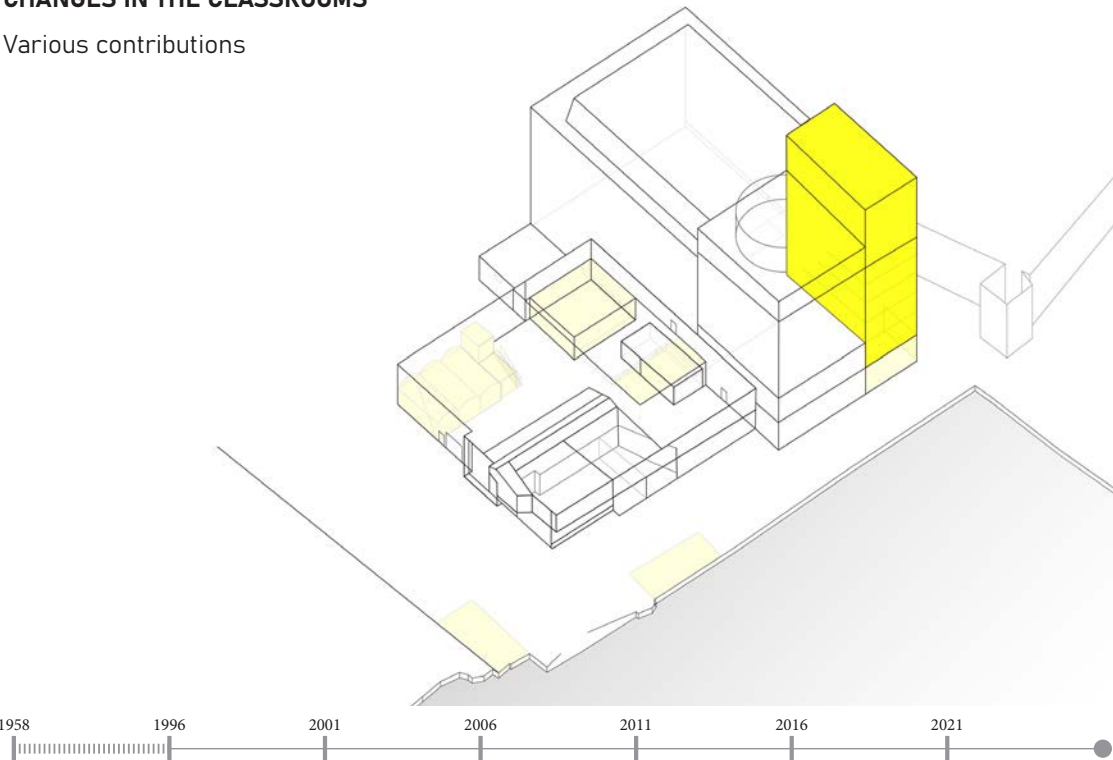 CHANGES IN THE CLASSROOMS
Various contributions
1958 1996 2001 2006 2011 2016 2021